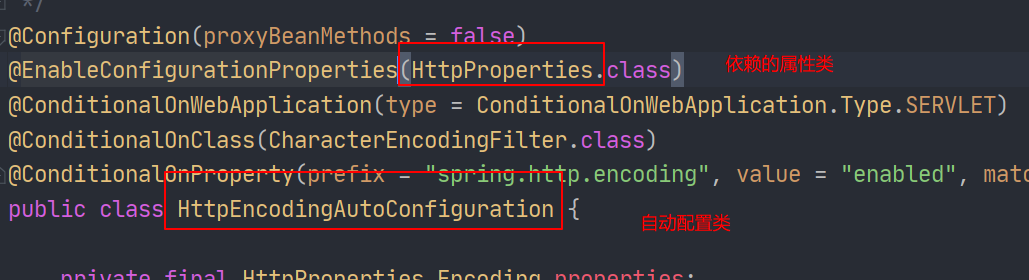 */
@Configuration(proxyBeanMethods = false)
@EnableConfigurationProperties(HttpProperties.class) 依赖的属性类
@ConditionalOnWebApplication(type = ConditionalOnWebApplication.Type.SERVLET)
@ConditionalOnClass(CharacterEncodingFilter.class)
@ConditionalOnProperty(prefix = "spring.http.encoding", value = "enabled", matc
public class HttpEncodingAutoConfiguration { 自动配置类
private final HttpProperties.Encoding properties;